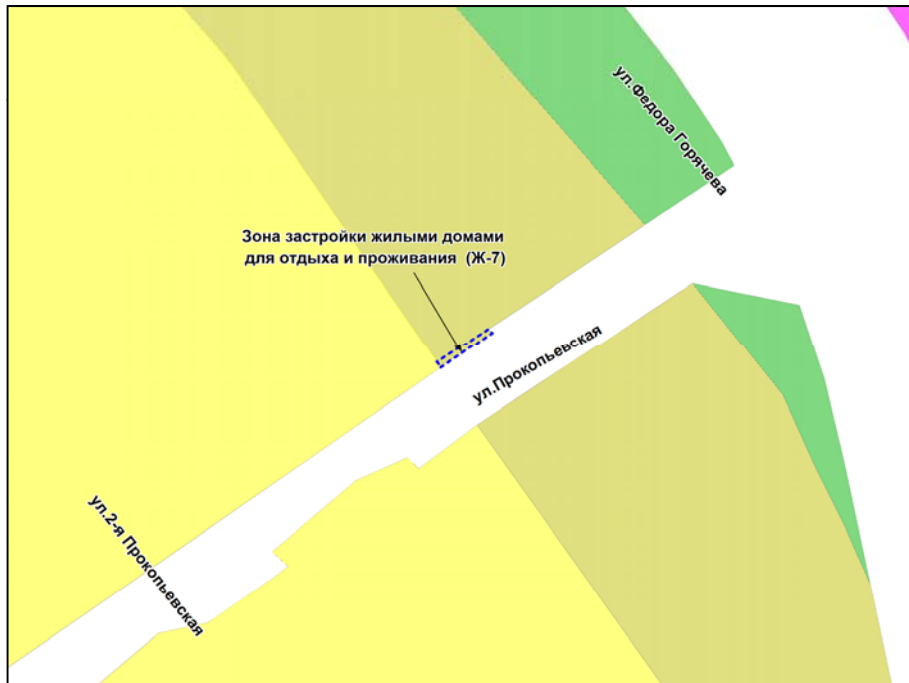 ул.Федора Горячева
Зона застройки жилыми домами
для отдыха и проживания (Ж-7)
ул.Прокопьевская
ул.2-я Прокопьевская